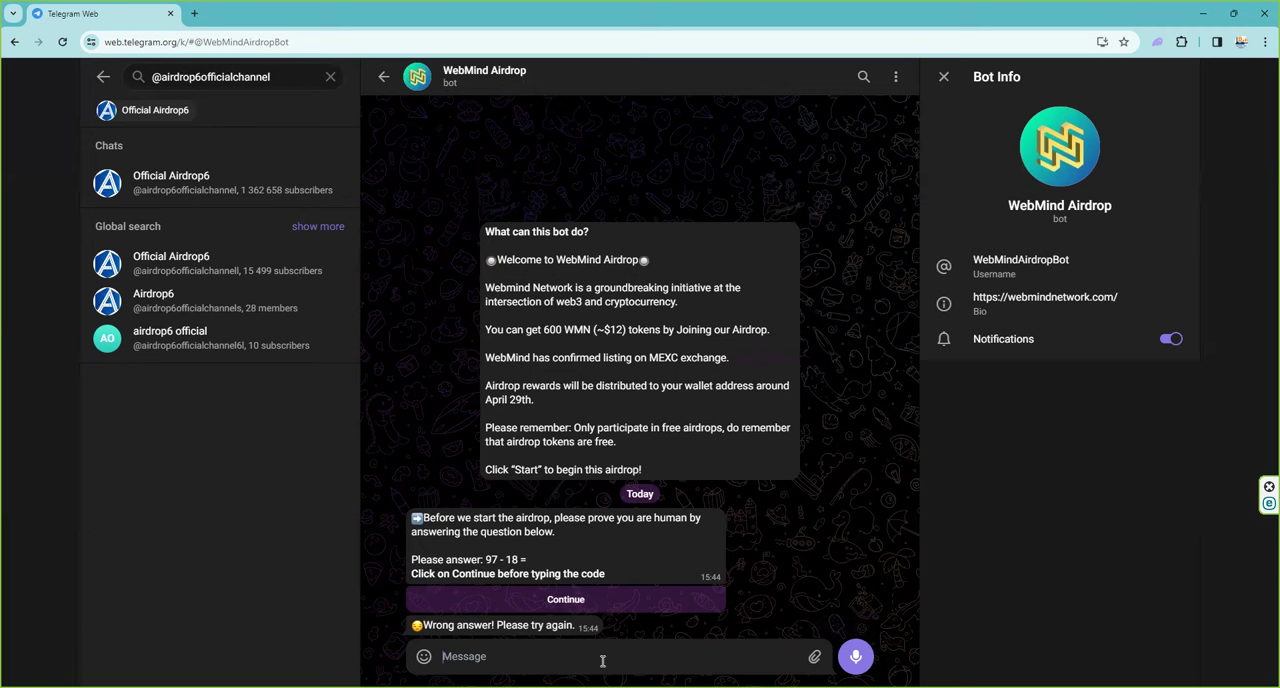 Telegram Web
web.telegram.org/k/#@WebMindAirdropBot
@airdrop6officialchannel
Official Airdrop6
Chats
Official Airdrop6
@airdrop6officialchannel, 1 362 658 subscribers
Global search show more
Official Airdrop6
@airdrop6officialchannell, 15 499 subscribers
Airdrop6
@airdrop6officialchannel, 28 members
AO
airdrop6 official
@airdrop6officialchannel6l, 10 subscribers
WebMind Airdrop
bot
What can this bot do?
Welcome to WebMind Airdrop
Webmind Network is a groundbreaking initiative at the
intersection of web3 and cryptocurrency.
You can get 600 WMN (~$12) tokens by Joining our Airdrop.
WebMind has confirmed listing on MEXC exchange.
Airdrop rewards will be distributed to your wallet address around
April 29th.
Please remember: Only participate in free airdrops, do remember
that airdrop tokens are free.
Click “Start” to begin this airdrop!
Today
➡️Before we start the airdrop, please prove you are human by
answering the question below.
Please answer: 97 - 18 =
Click on Continue before typing the code
15:44
Continue
😔Wrong answer! Please try again. 15:44
Message
Bot Info
WebMind Airdrop
bot
WebMindAirdropBot
Username
https://webmindnetwork.com/
Bio
Notifications